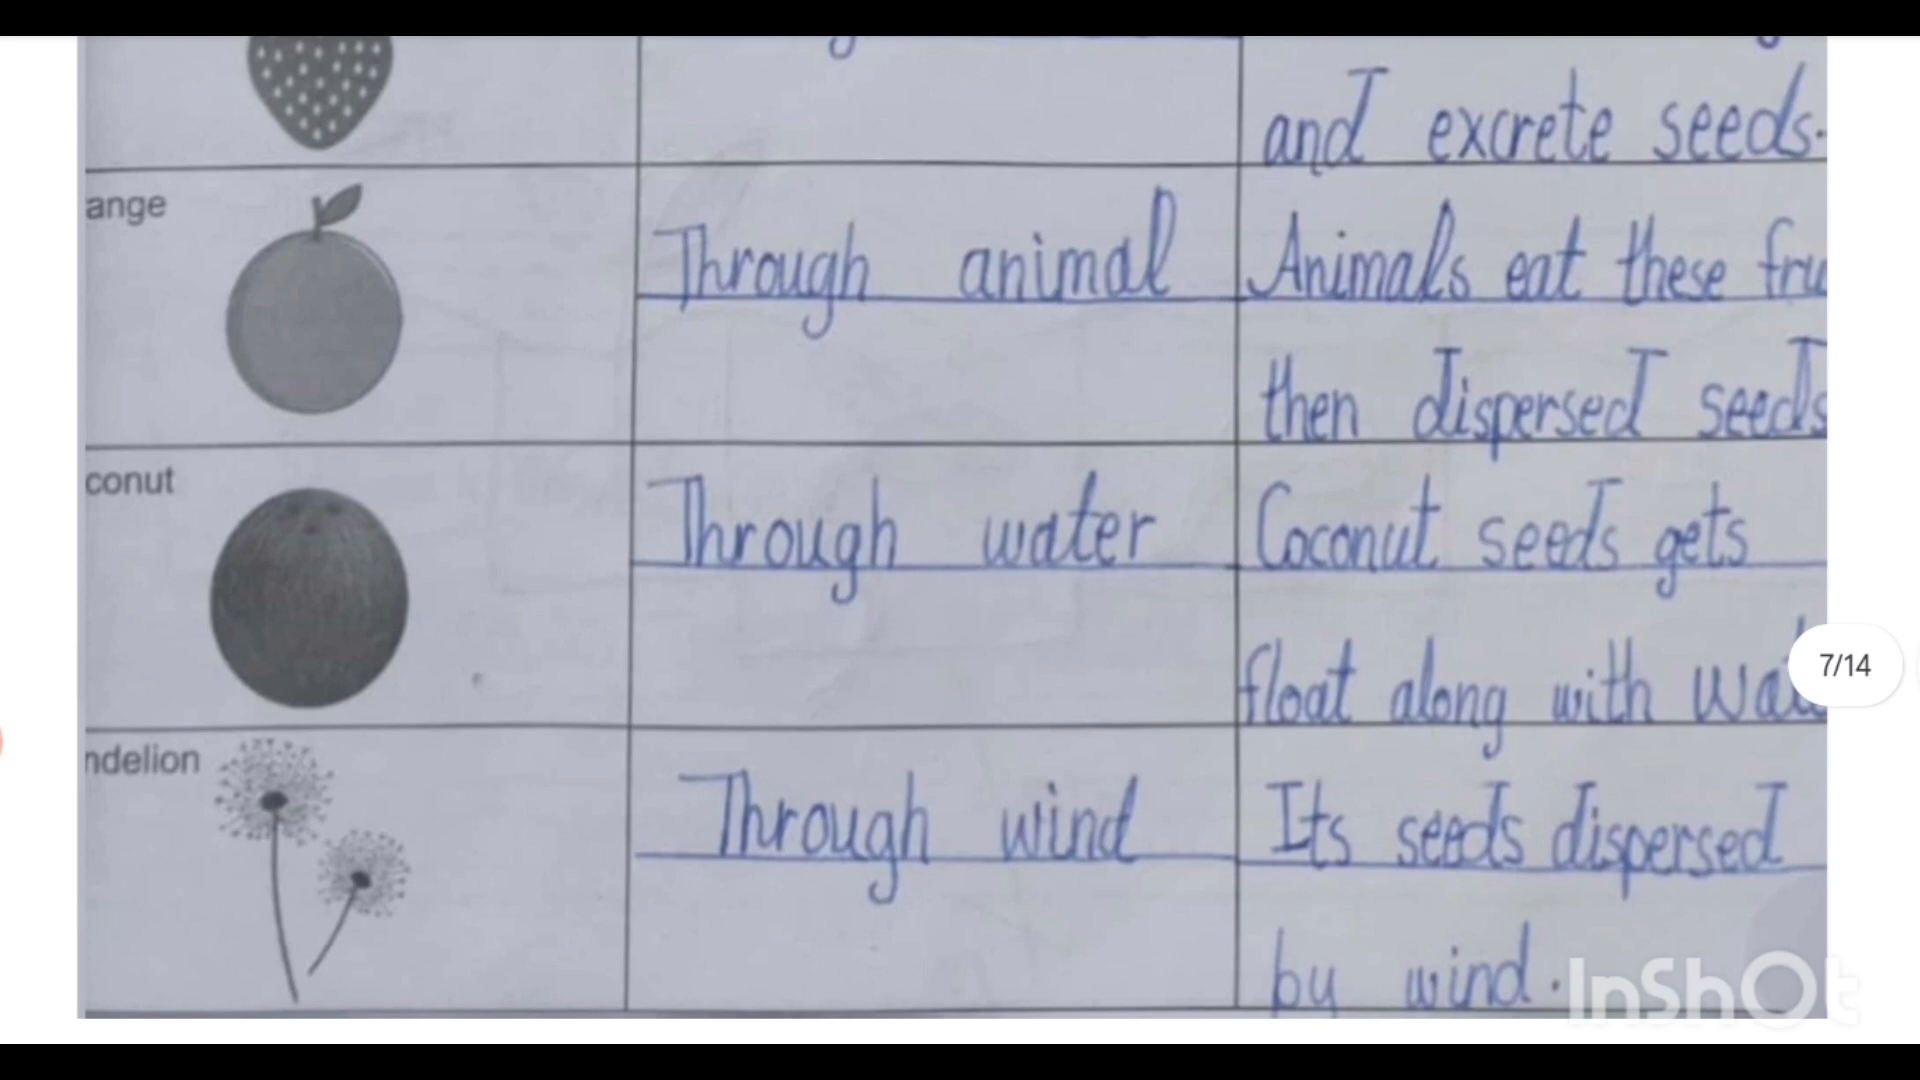 and excrete seeds.
ange
Through animal
Animals eat these fru
then dispersed seeds
conut
Through water
Coconut seeds gets
float along with wat
7/14
ndelion
Through wind
Its seeds dispersed
by wind.
InShOt